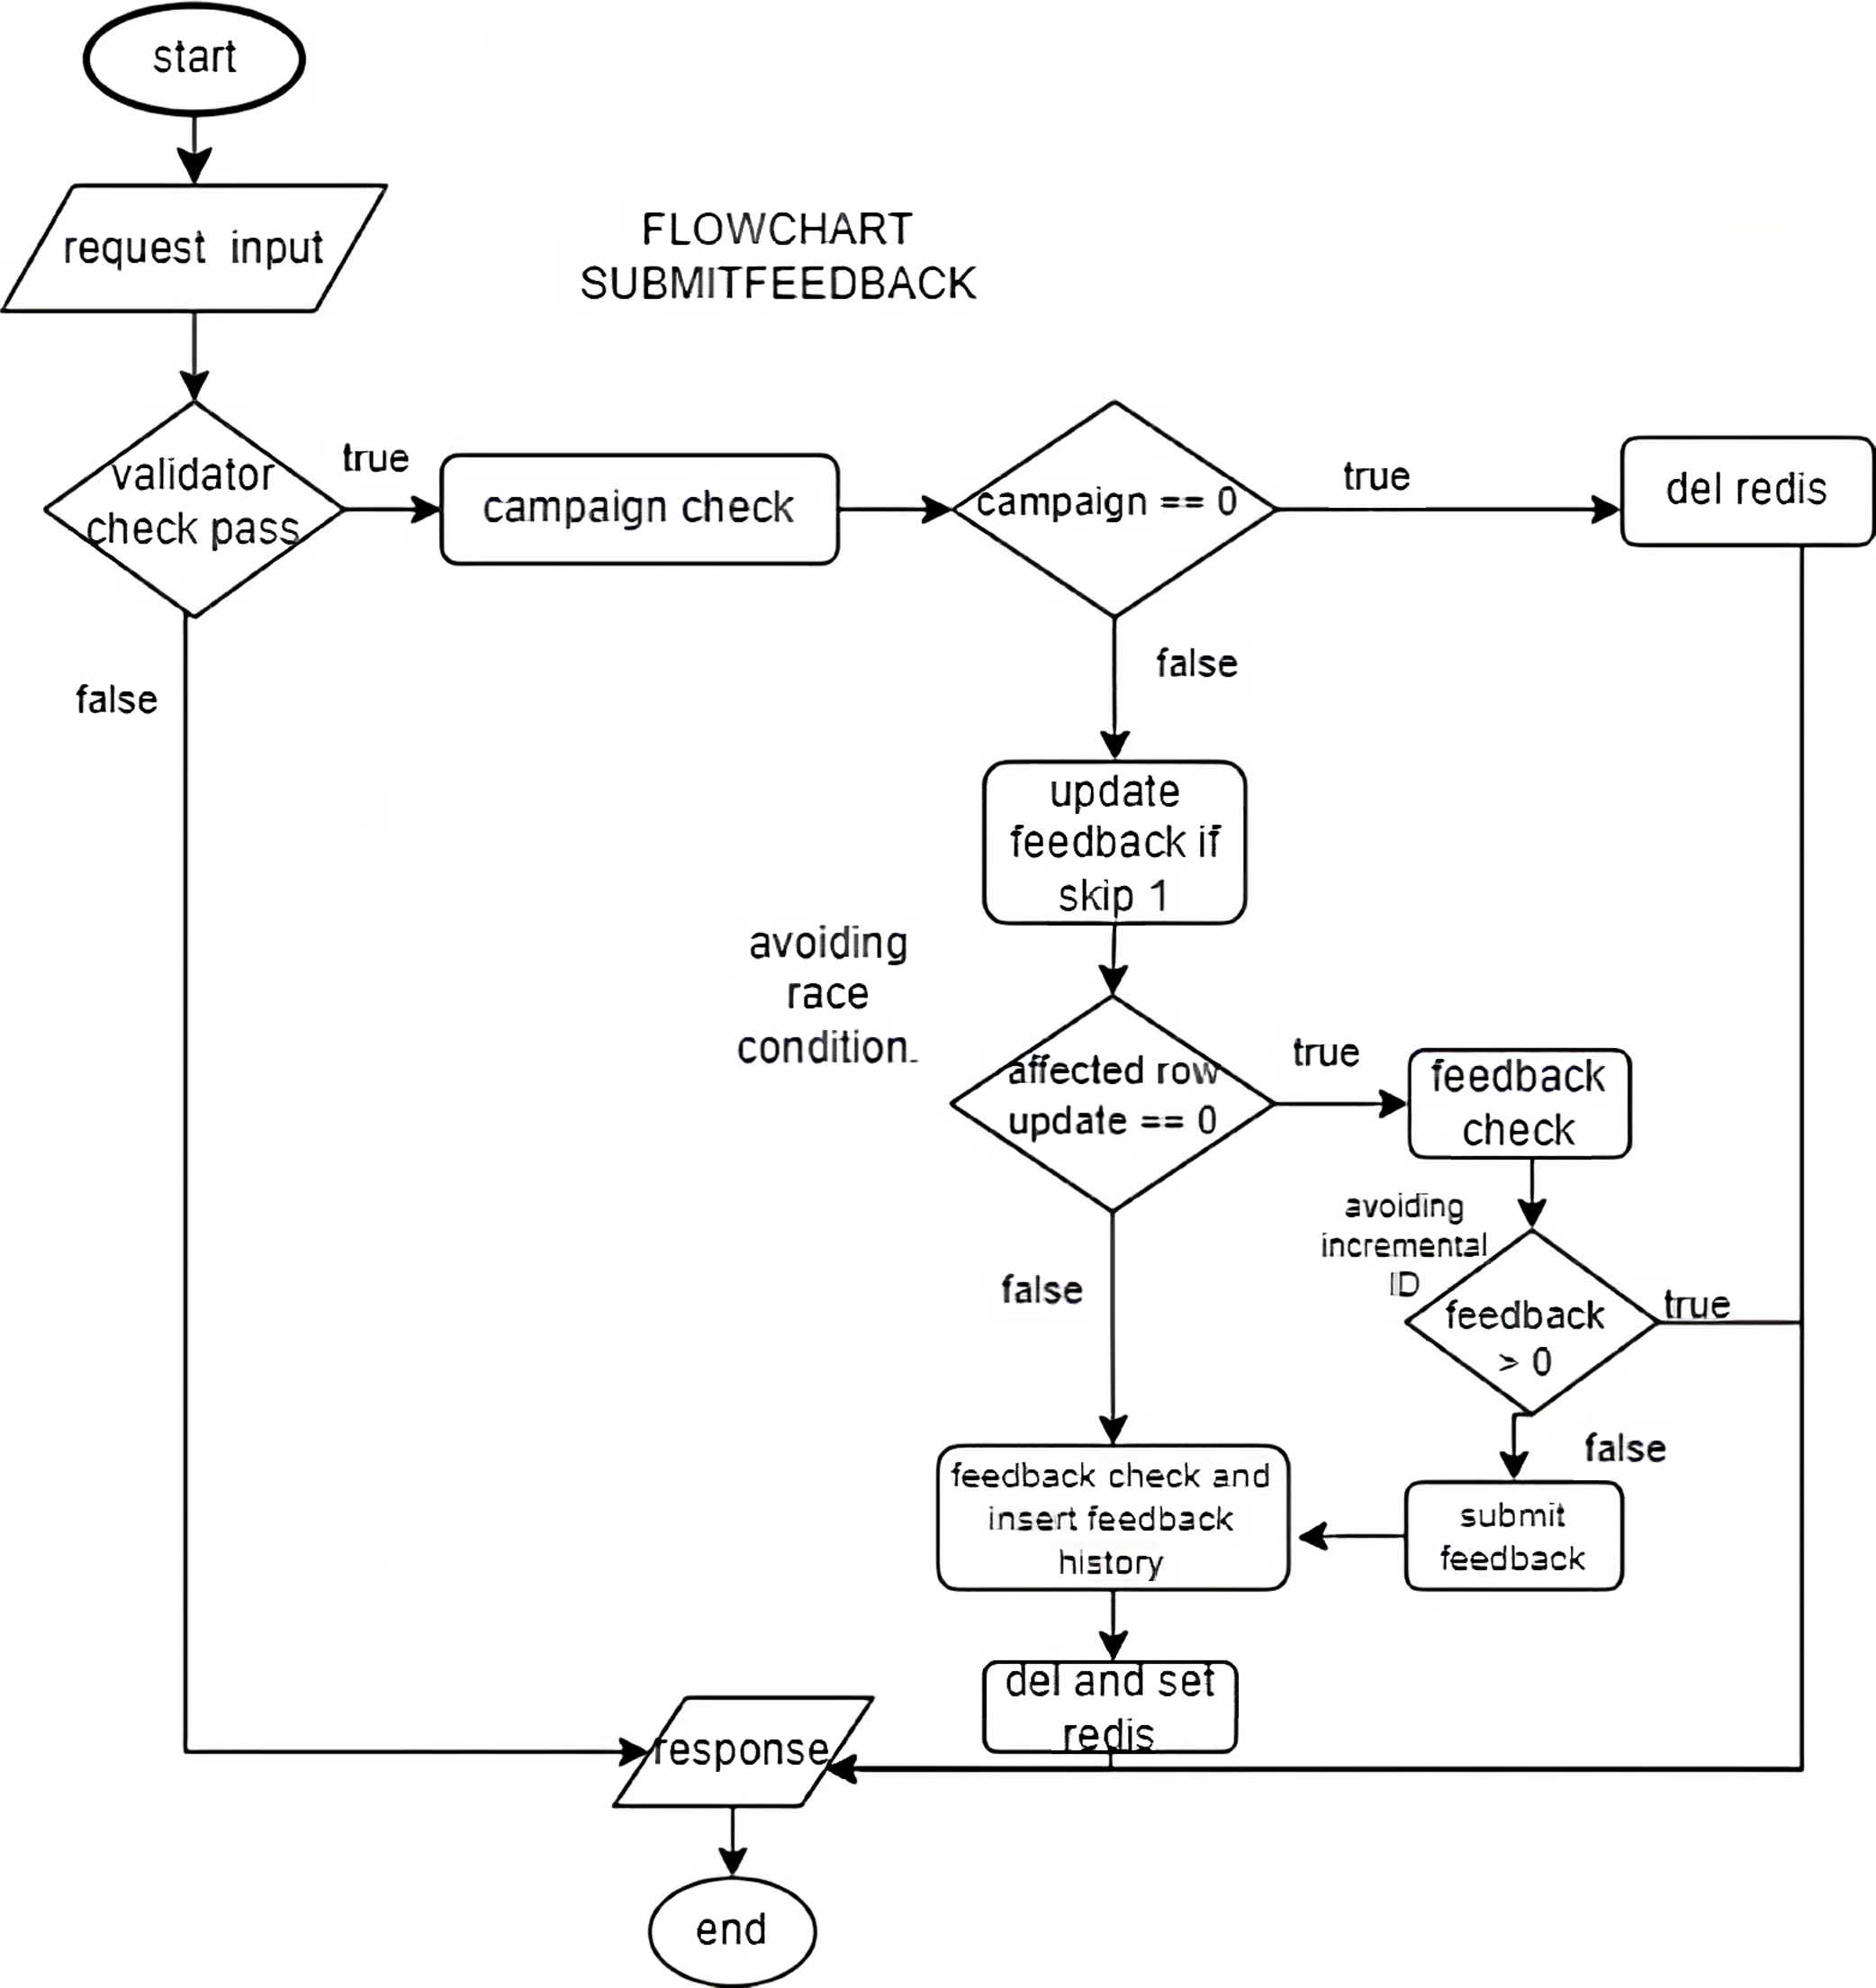 start
request input
FLOWCHART
SUBMITFEEDBACK
validator
check pass
true
campaign check
campaign == 0
true
del redis
false
false
update
feedback if
skip 1
avoiding
race
condition.
affected row
update == 0
true
feedback
check
avoiding
incremental
ID
feedback
> 0
true
false
false
feedback check and
insert feedback
history
submit
feedback
del and set
redis
response
end